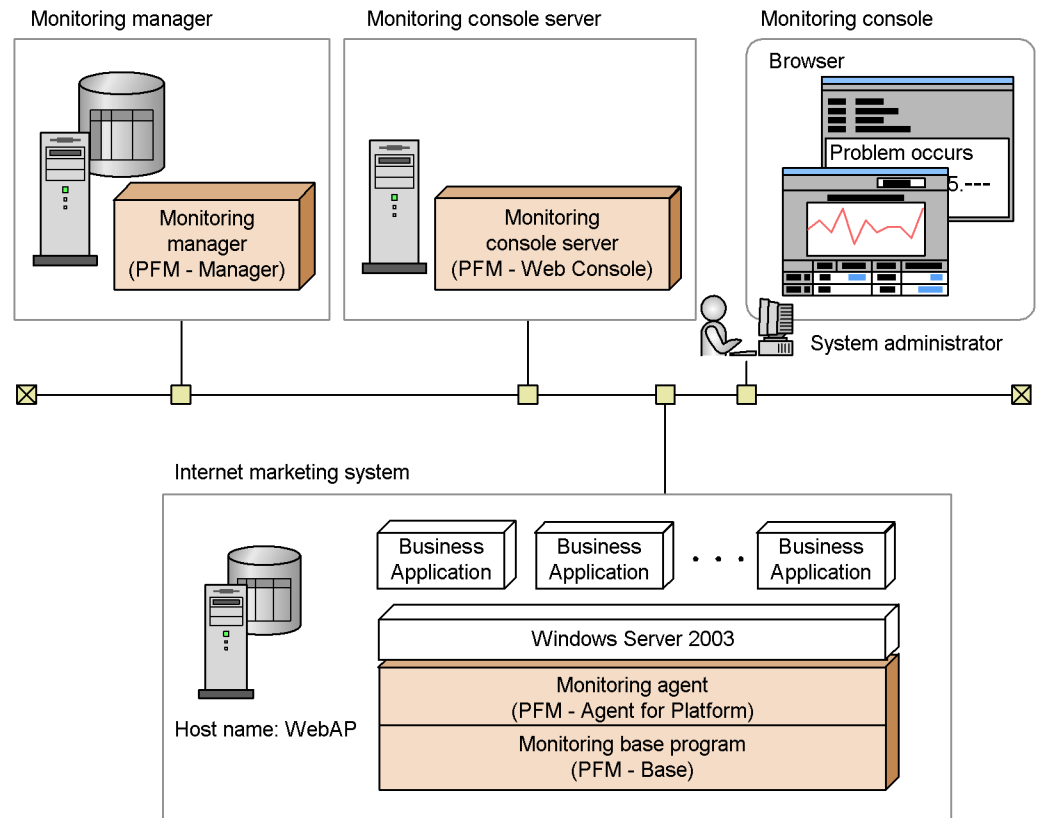 Monitoring manager
Monitoring console server
Monitoring console
Browser
Problem occurs
5.---
Monitoring
manager
(PFM - Manager)
Monitoring
console server
(PFM - Web Console)
System administrator
Internet marketing system
Business
Application
Business
Application
. . .
Business
Application
Windows Server 2003
Monitoring agent
(PFM - Agent for Platform)
Host name: WebAP
Monitoring base program
(PFM - Base)